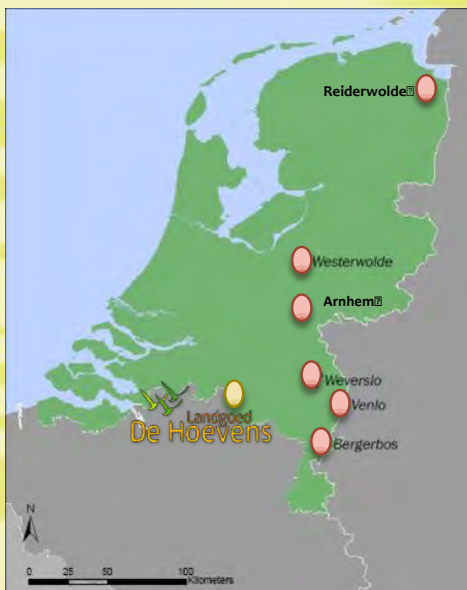 Reiderwolde
Westerwolde
Arnhem
Weverslo
Venlo
Landgoed
De Hoevens
Bergerbos
N
0 25 50 100
Kilometers